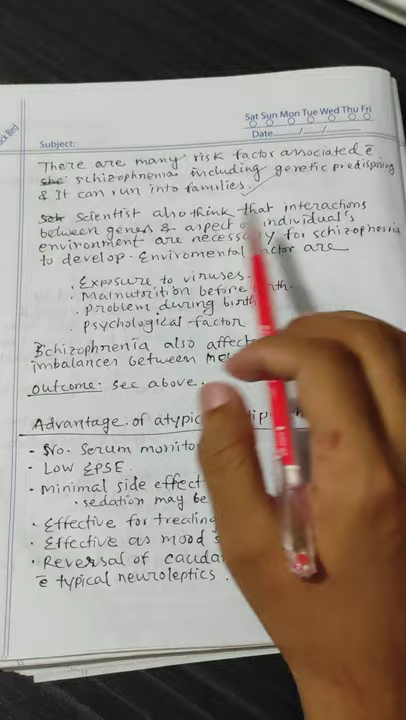 Sat Sun Mon Tue Wed Thu Fri
Subject:
Date........./......../.............
There are many risk factor associated c̄
schizophrenia including genetic predisposing
& It can run into families.
Scientist also think that interactions
between genes & aspect of individual's
environment are necessary for schizophrenia
to develop. Enviromental factor are
. Exposure to viruses.
. Malnutrition before birth.
. Problem during birth
. Psychological factor
Schizophrenia also affect
imbalances between
Outcome: see above.
Advantage of atypic
- No. Serum monitor
- Low EPSE.
- Minimal side effect
. sedation may be
. Effective for treating
. Effective as mood s
. Reversal of cauda
c̄ typical neuroleptics.